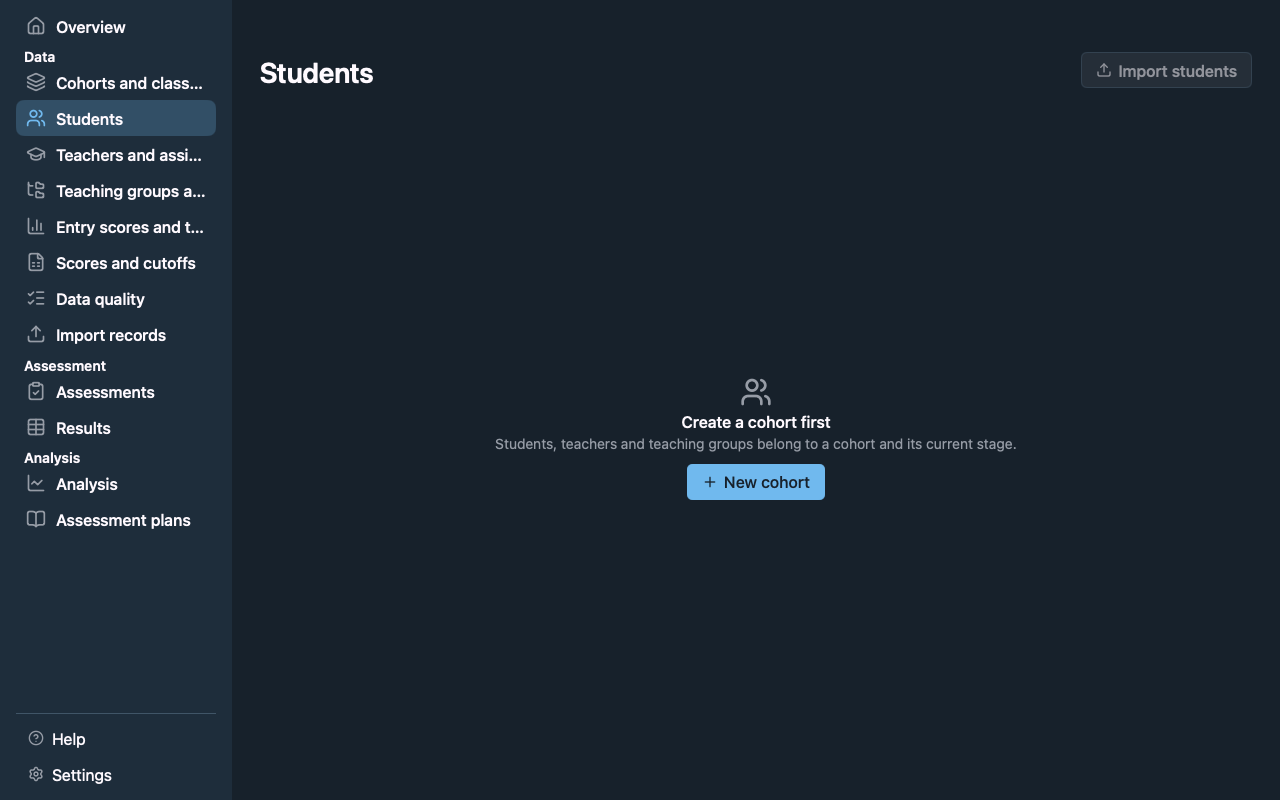 Overview
Data
Cohorts and class...
Students
Teachers and assi...
Teaching groups a...
Entry scores and t...
Scores and cutoffs
Data quality
Import records
Assessment
Assessments
Results
Analysis
Analysis
Assessment plans
Help
Settings
Students
Import students
Create a cohort first
Students, teachers and teaching groups belong to a cohort and its current stage.
New cohort